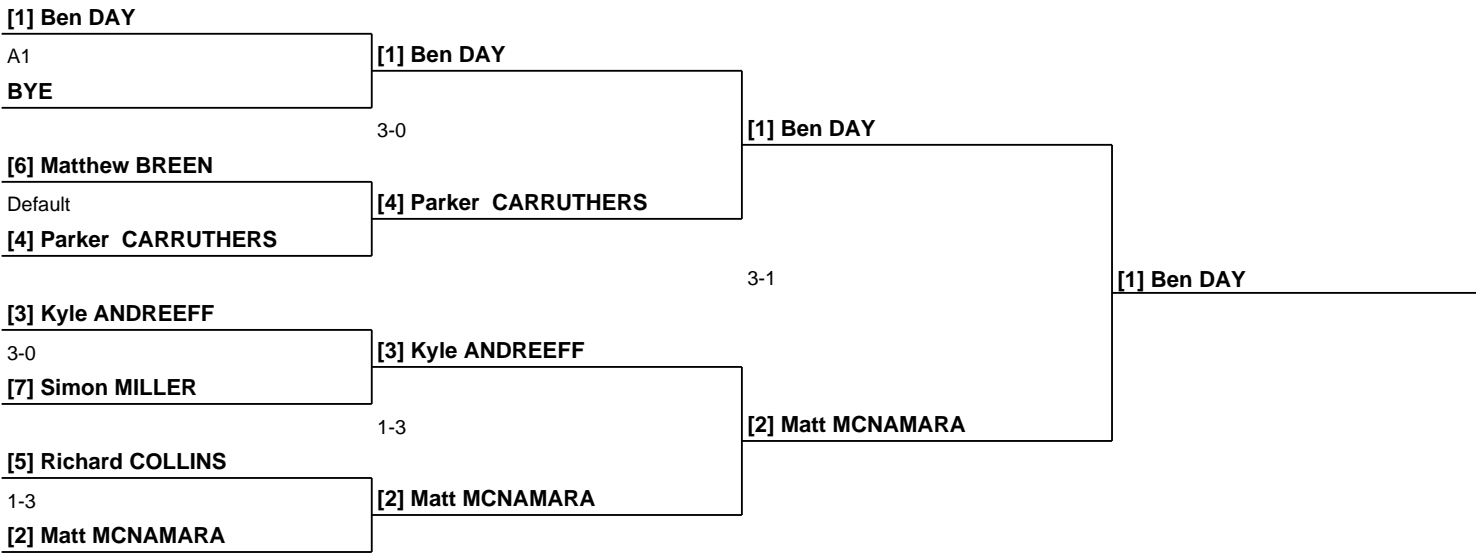 [1] Ben DAY
A1
[1] Ben DAY
BYE
3-0
[1] Ben DAY
[6] Matthew BREEN
Default
[4] Parker  CARRUTHERS
[4] Parker  CARRUTHERS
3-1
[1] Ben DAY
[3] Kyle ANDREEFF
3-0
[3] Kyle ANDREEFF
[7] Simon MILLER
1-3
[2] Matt MCNAMARA
[5] Richard COLLINS
1-3
[2] Matt MCNAMARA
[2] Matt MCNAMARA